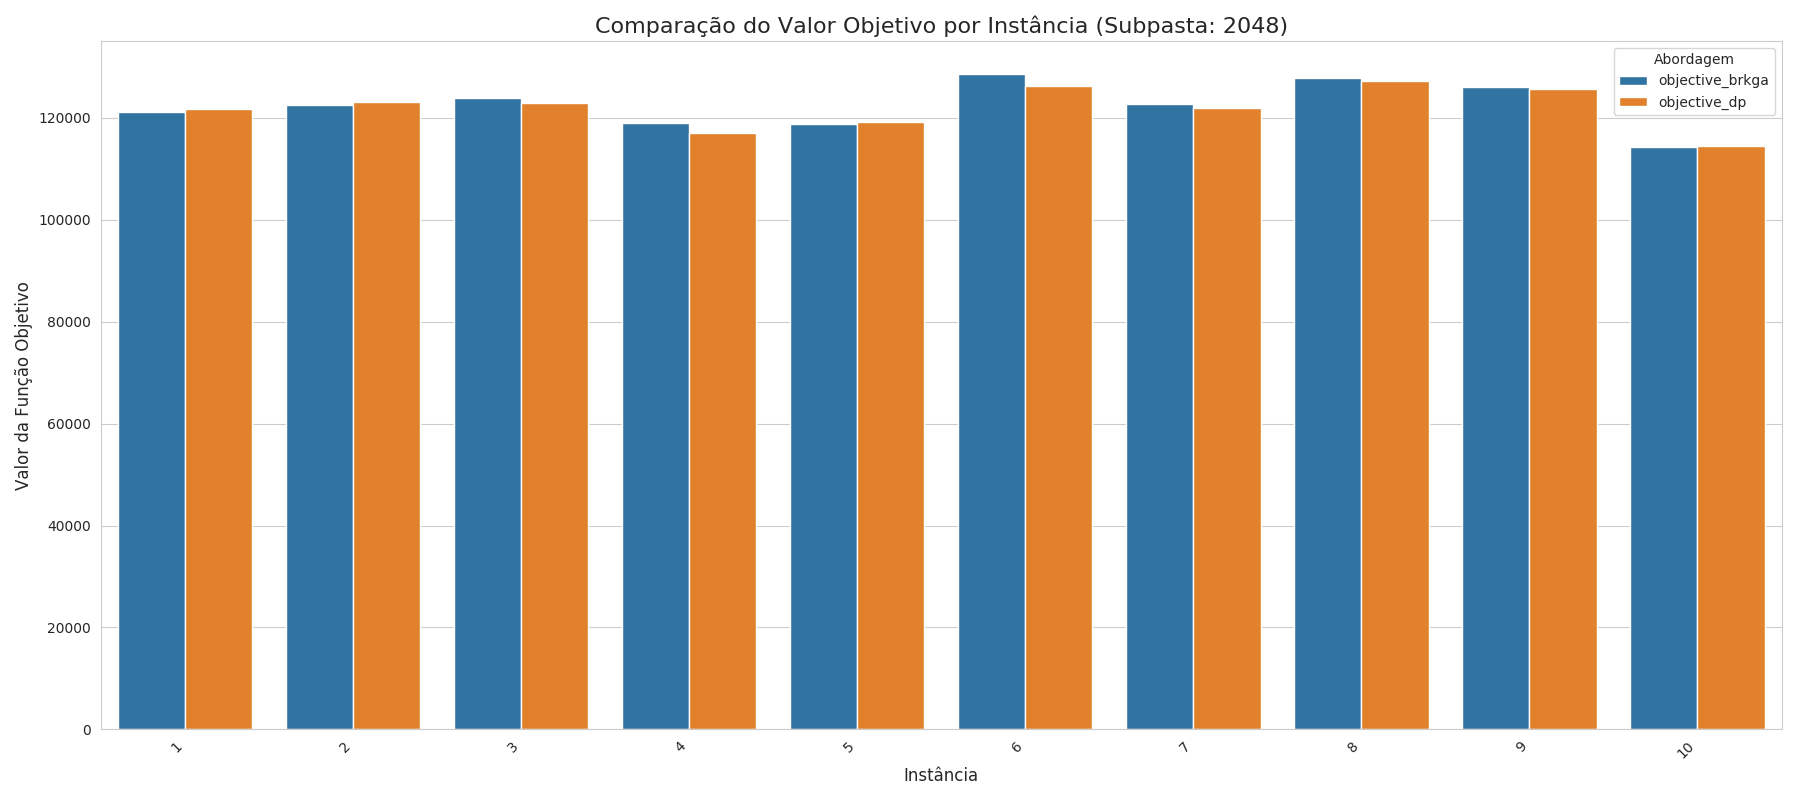 Comparação do Valor Objetivo por Instância (Subpasta: 2048)
Abordagem
objective_brkga
objective_dp
Valor da Função Objetivo
120000
100000
80000
60000
40000
20000
0
1
2
3
4
5
6
7
8
9
10
Instância